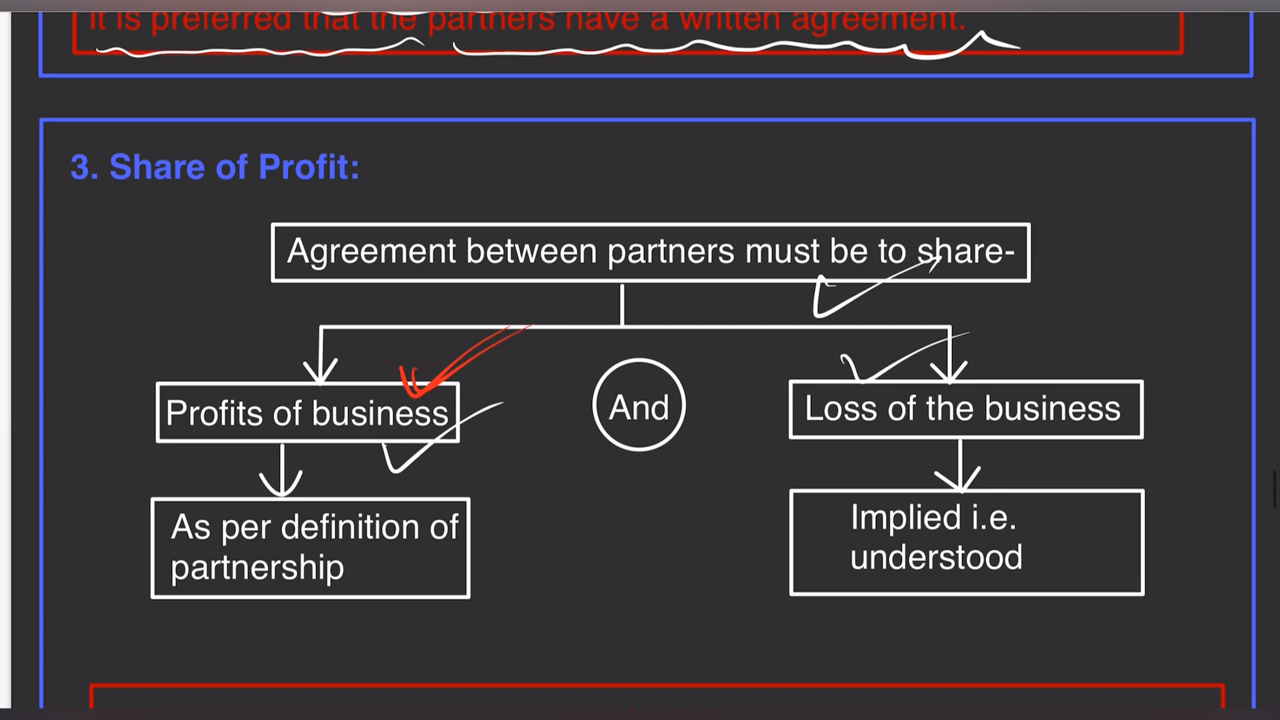 it is preferred that the partners have a written agreement.
3. Share of Profit:
Agreement between partners must be to share-
Profits of business
And
Loss of the business
As per definition of
partnership
Implied i.e.
understood